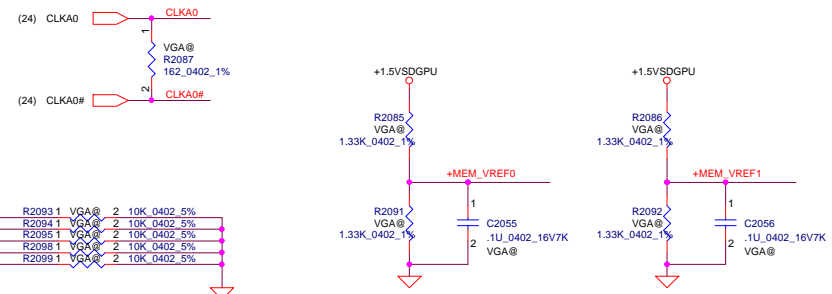 (24) CLKA0 CLKA0
1
VGA@
R2087
162_0402_1%
2
(24) CLKA0# CLKA0#
R2093 1 VGA@ 2 10K_0402_5%
R2094 1 VGA@ 2 10K_0402_5%
R2095 1 VGA@ 2 10K_0402_5%
R2098 1 VGA@ 2 10K_0402_5%
R2099 1 VGA@ 2 10K_0402_5%
+1.5VSDGPU
R2085
VGA@
1.33K_0402_1%
+MEM_VREF0
R2091
VGA@
1.33K_0402_1%
1
C2055
.1U_0402_16V7K
2
VGA@
+1.5VSDGPU
R2086
VGA@
1.33K_0402_1%
+MEM_VREF1
R2092
VGA@
1.33K_0402_1%
1
C2056
.1U_0402_16V7K
2
VGA@